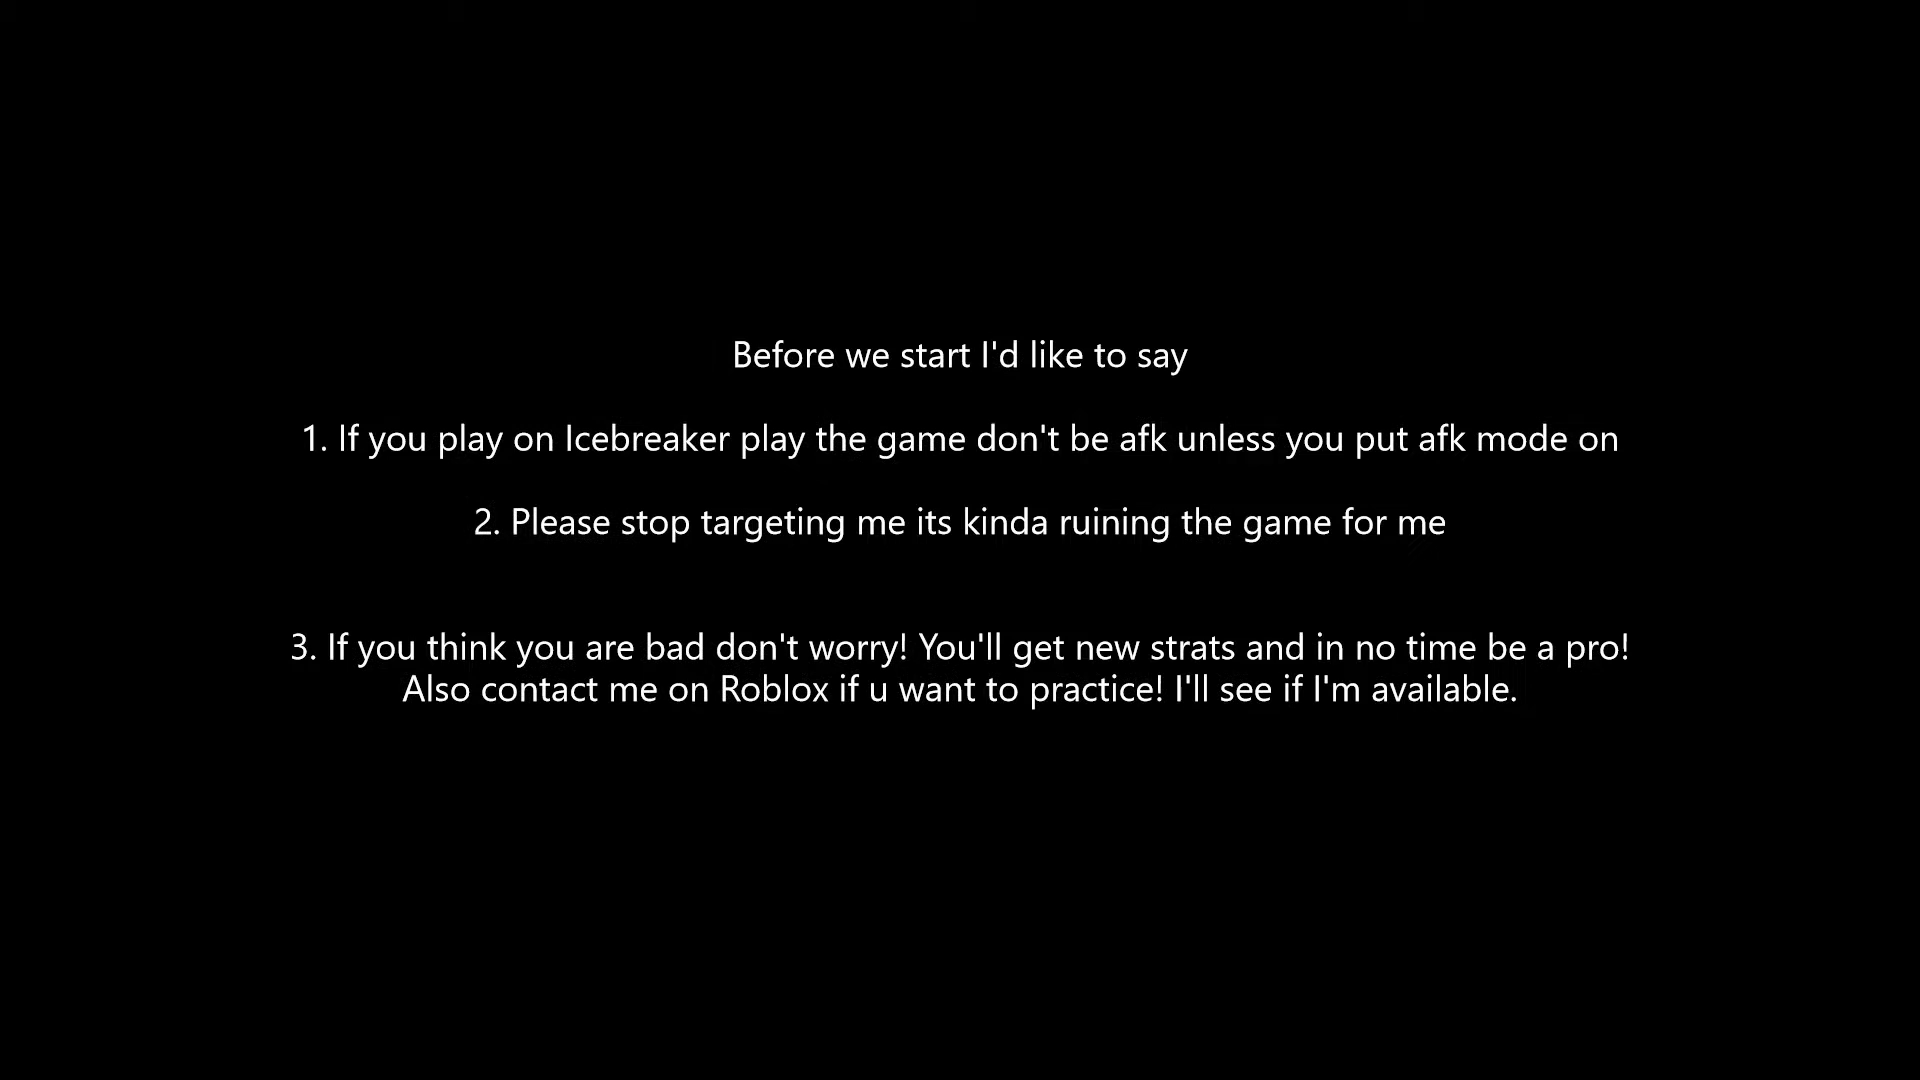 Before we start I'd like to say
1. If you play on Icebreaker play the game don't be afk unless you put afk mode on
2. Please stop targeting me its kinda ruining the game for me
3. If you think you are bad don't worry! You'll get new strats and in no time be a pro!
Also contact me on Roblox if u want to practice! I'll see if I'm available.